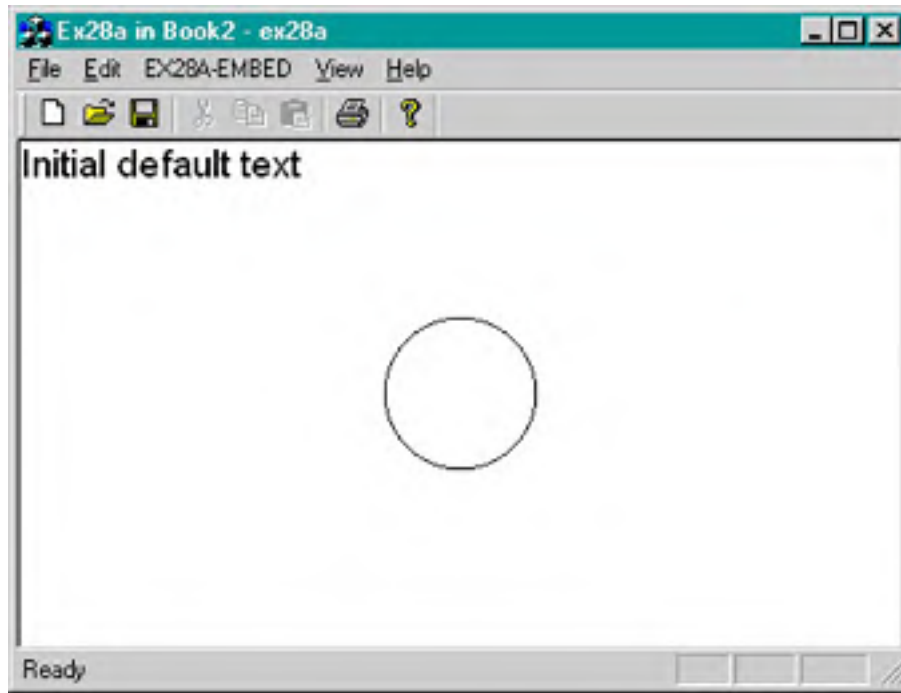 Ex28a in Book2 - ex28a
File Edit EX28A-EMBED View Help
Initial default text
Ready